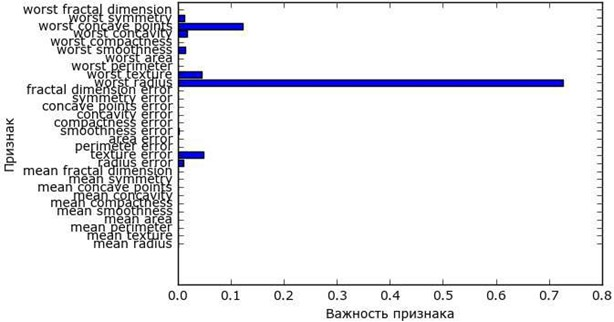 worst fractal dimension
worst symmetry
worst concave points
worst concavity
worst compactness
worst smoothness
worst area
worst perimeter
worst texture
worst radius
fractal dimension error
symmetry error
concave points error
concavity error
compactness error
smoothness error
area error
perimeter error
texture error
radius error
mean fractal dimension
mean symmetry
mean concave points
mean concavity
mean compactness
mean smoothness
mean area
mean perimeter
mean texture
mean radius
Признак
0.0 0.1 0.2 0.3 0.4 0.5 0.6 0.7 0.8
Важность признака